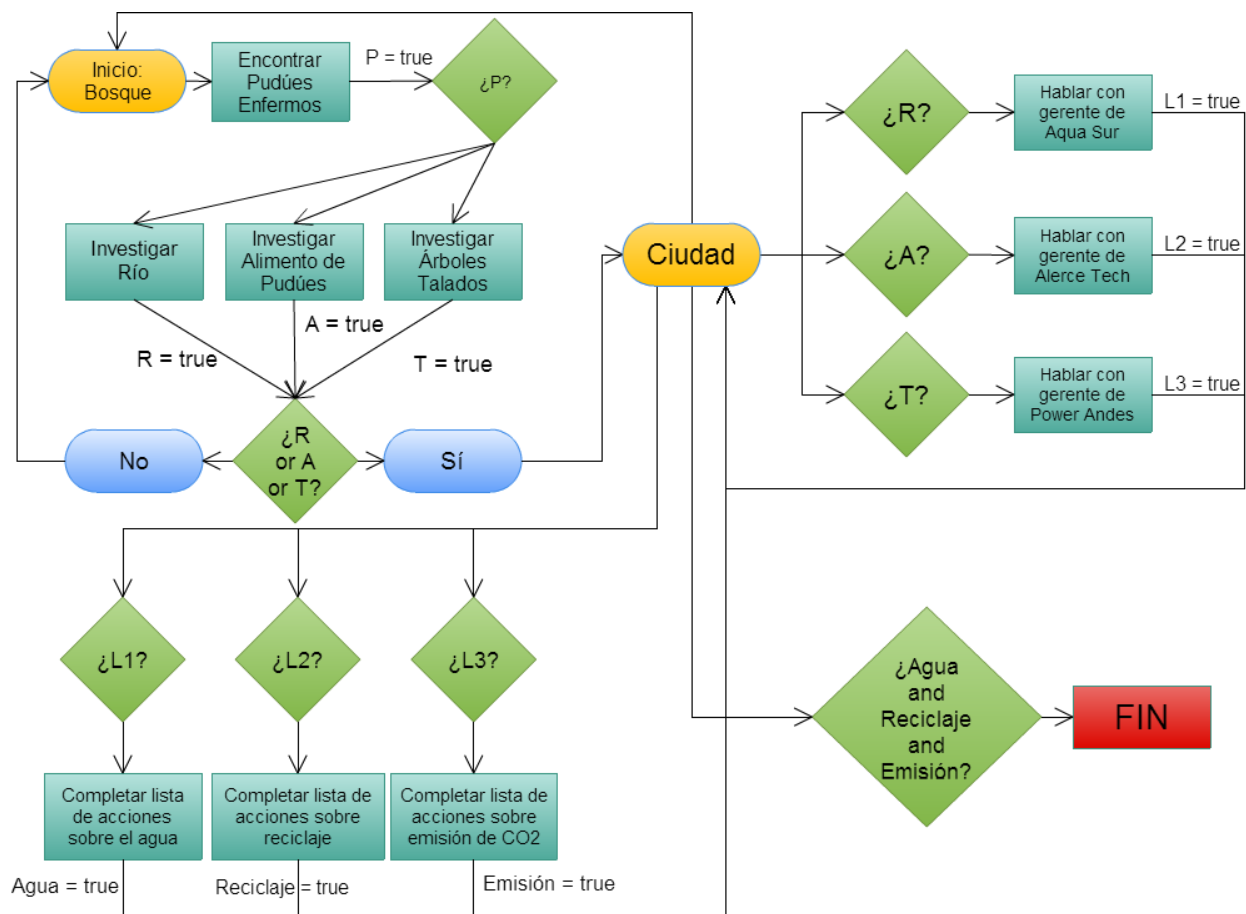 Inicio:
Bosque
Encontrar
Pudúes
Enfermos
P = true
¿P?
Investigar
Río
Investigar
Alimento de
Pudúes
Investigar
Árboles
Talados
R = true
A = true
T = true
¿R
or A
or T?
No
Sí
Ciudad
¿R?
Hablar con
gerente de
Aqua Sur
L1 = true
¿A?
Hablar con
gerente de
Alerce Tech
L2 = true
¿T?
Hablar con
gerente de
Power Andes
L3 = true
¿L1?
¿L2?
¿L3?
Completar lista
de acciones
sobre el agua
Completar lista de
acciones sobre
reciclaje
Completar lista de
acciones sobre
emisión de CO2
Agua = true
Reciclaje = true
Emisión = true
¿Agua
and
Reciclaje
and
Emisión?
FIN